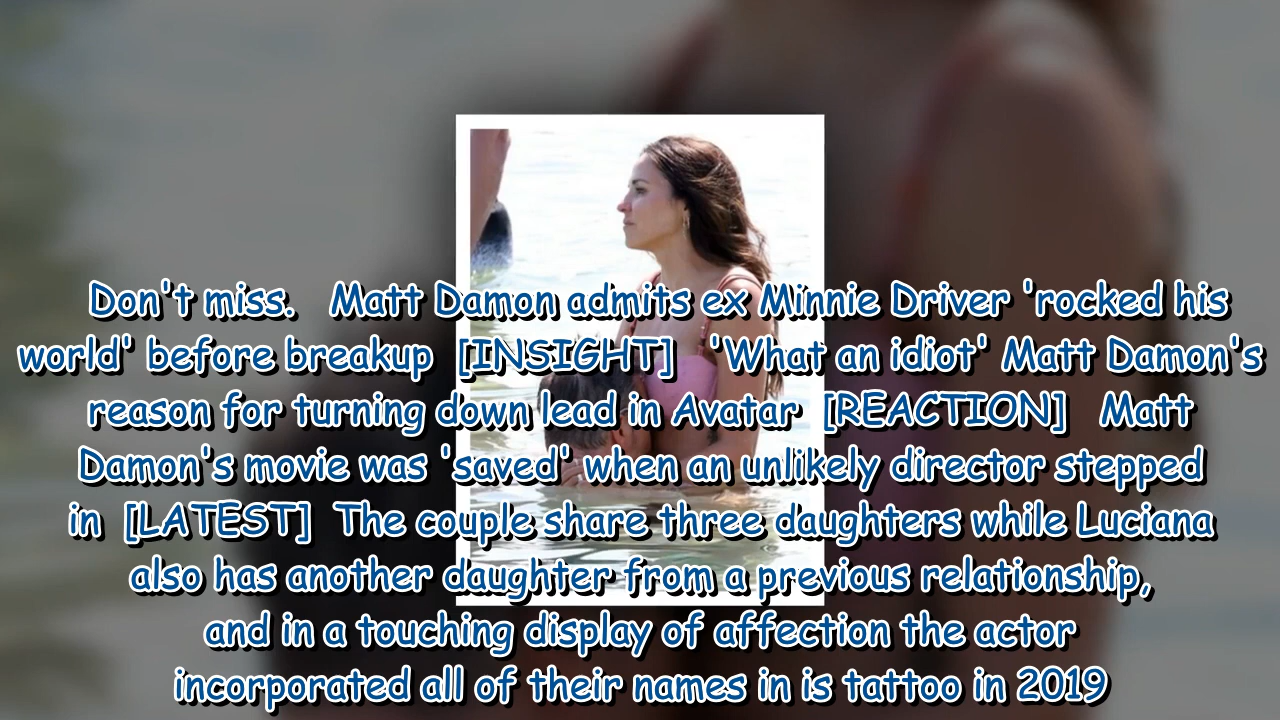 Don't miss.   Matt Damon admits ex Minnie Driver 'rocked his
world' before breakup  [INSIGHT]   'What an idiot' Matt Damon's
reason for turning down lead in Avatar  [REACTION]   Matt
Damon's movie was 'saved' when an unlikely director stepped
in  [LATEST]  The couple share three daughters while Luciana
also has another daughter from a previous relationship,
and in a touching display of affection the actor
incorporated all of their names in is tattoo in 2019